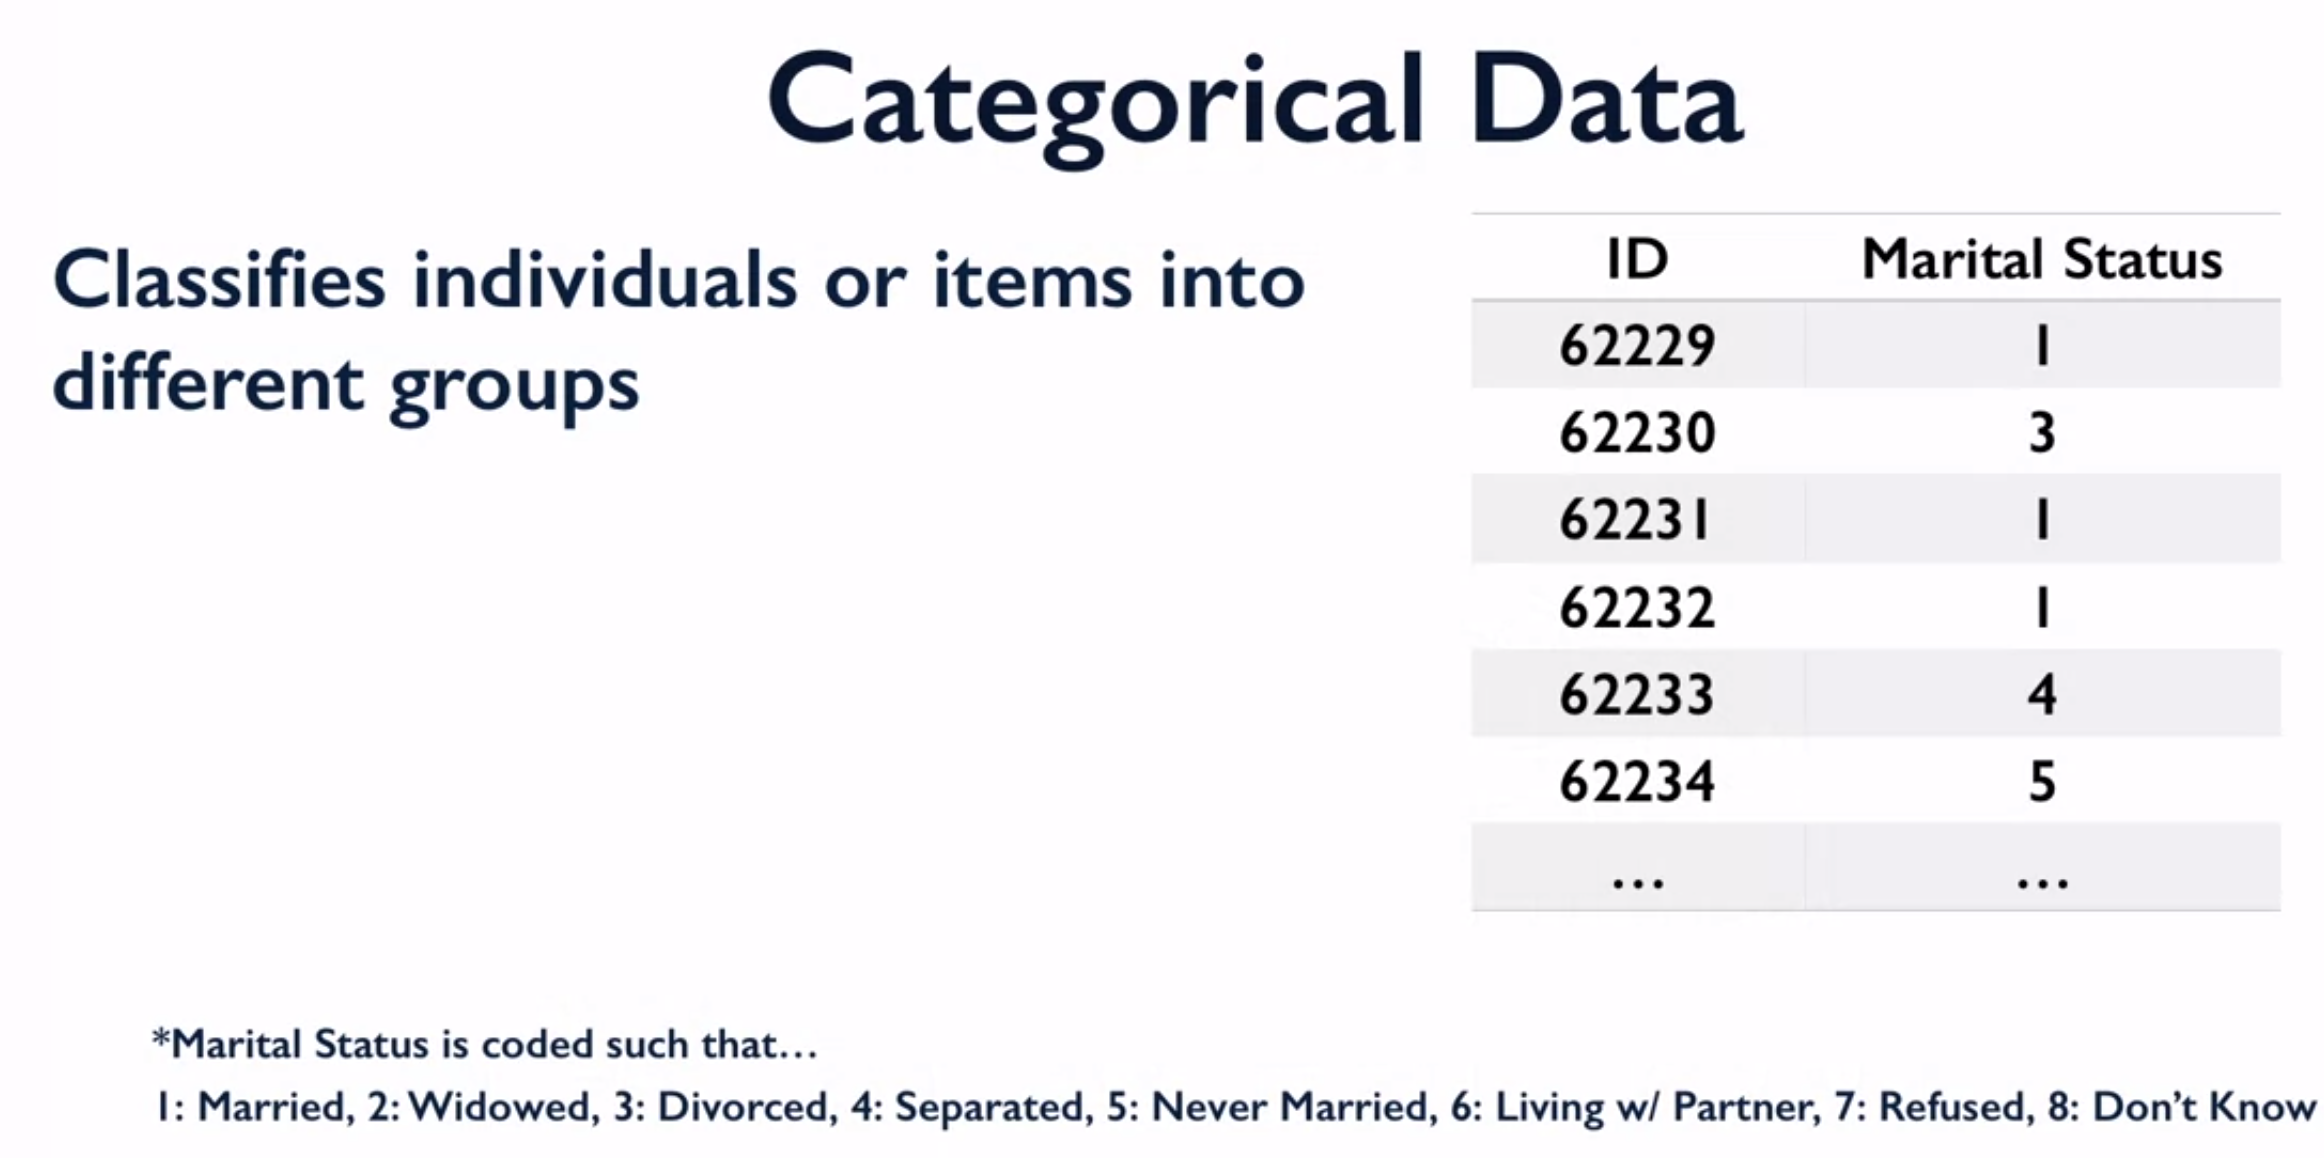 Categorical Data
Classifies individuals or items into
different groups
ID Marital Status
62229 1
62230 3
62231 1
62232 1
62233 4
62234 5
… …
*Marital Status is coded such that…
1: Married, 2: Widowed, 3: Divorced, 4: Separated, 5: Never Married, 6: Living w/ Partner, 7: Refused, 8: Don’t Know